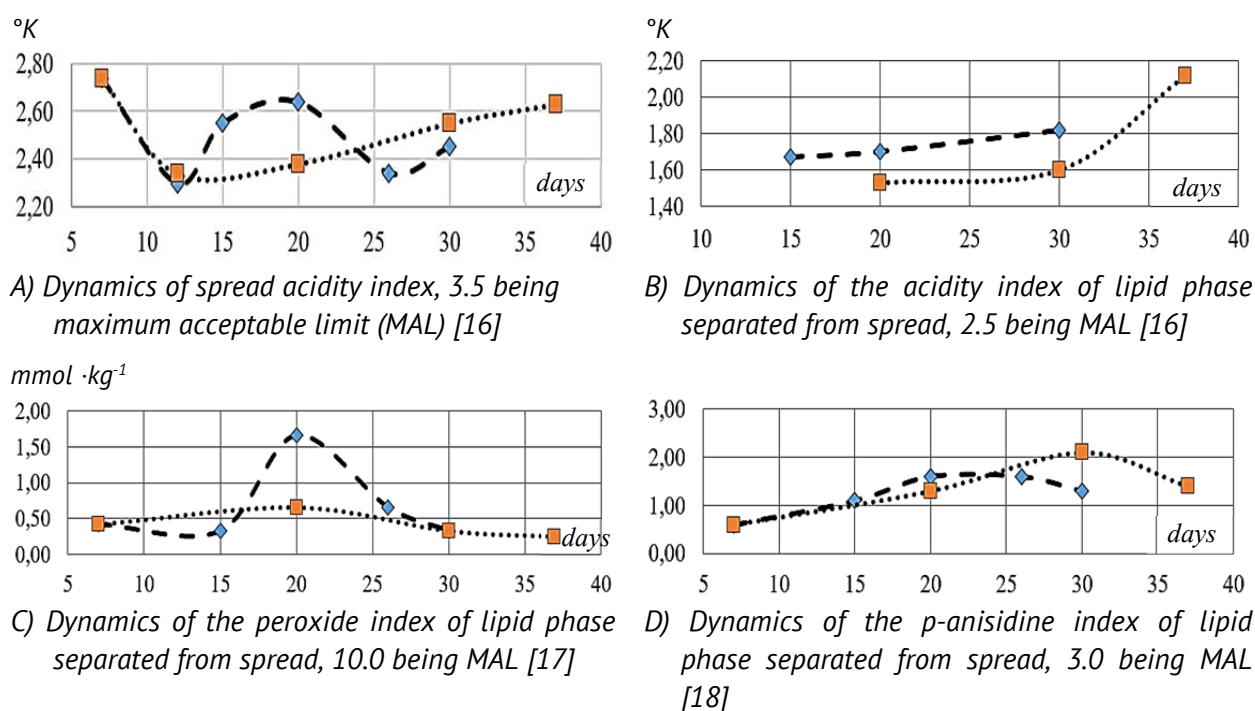 °K
2,80
2,60
2,40
2,20
days
5 10 15 20 25 30 35 40
A) Dynamics of spread acidity index, 3.5 being
maximum acceptable limit (MAL) [16]
°K
2,20
2,00
1,80
1,60
1,40
days
10 15 20 25 30 35 40
B) Dynamics of the acidity index of lipid phase
separated from spread, 2.5 being MAL [16]
mmol ·kg-1
2,00
1,50
1,00
0,50
0,00
days
5 10 15 20 25 30 35 40
C) Dynamics of the peroxide index of lipid phase
separated from spread, 10.0 being MAL [17]
3,00
2,00
1,00
0,00
days
5 10 15 20 25 30 35 40
D) Dynamics of the p-anisidine index of lipid
phase separated from spread, 3.0 being MAL
[18]